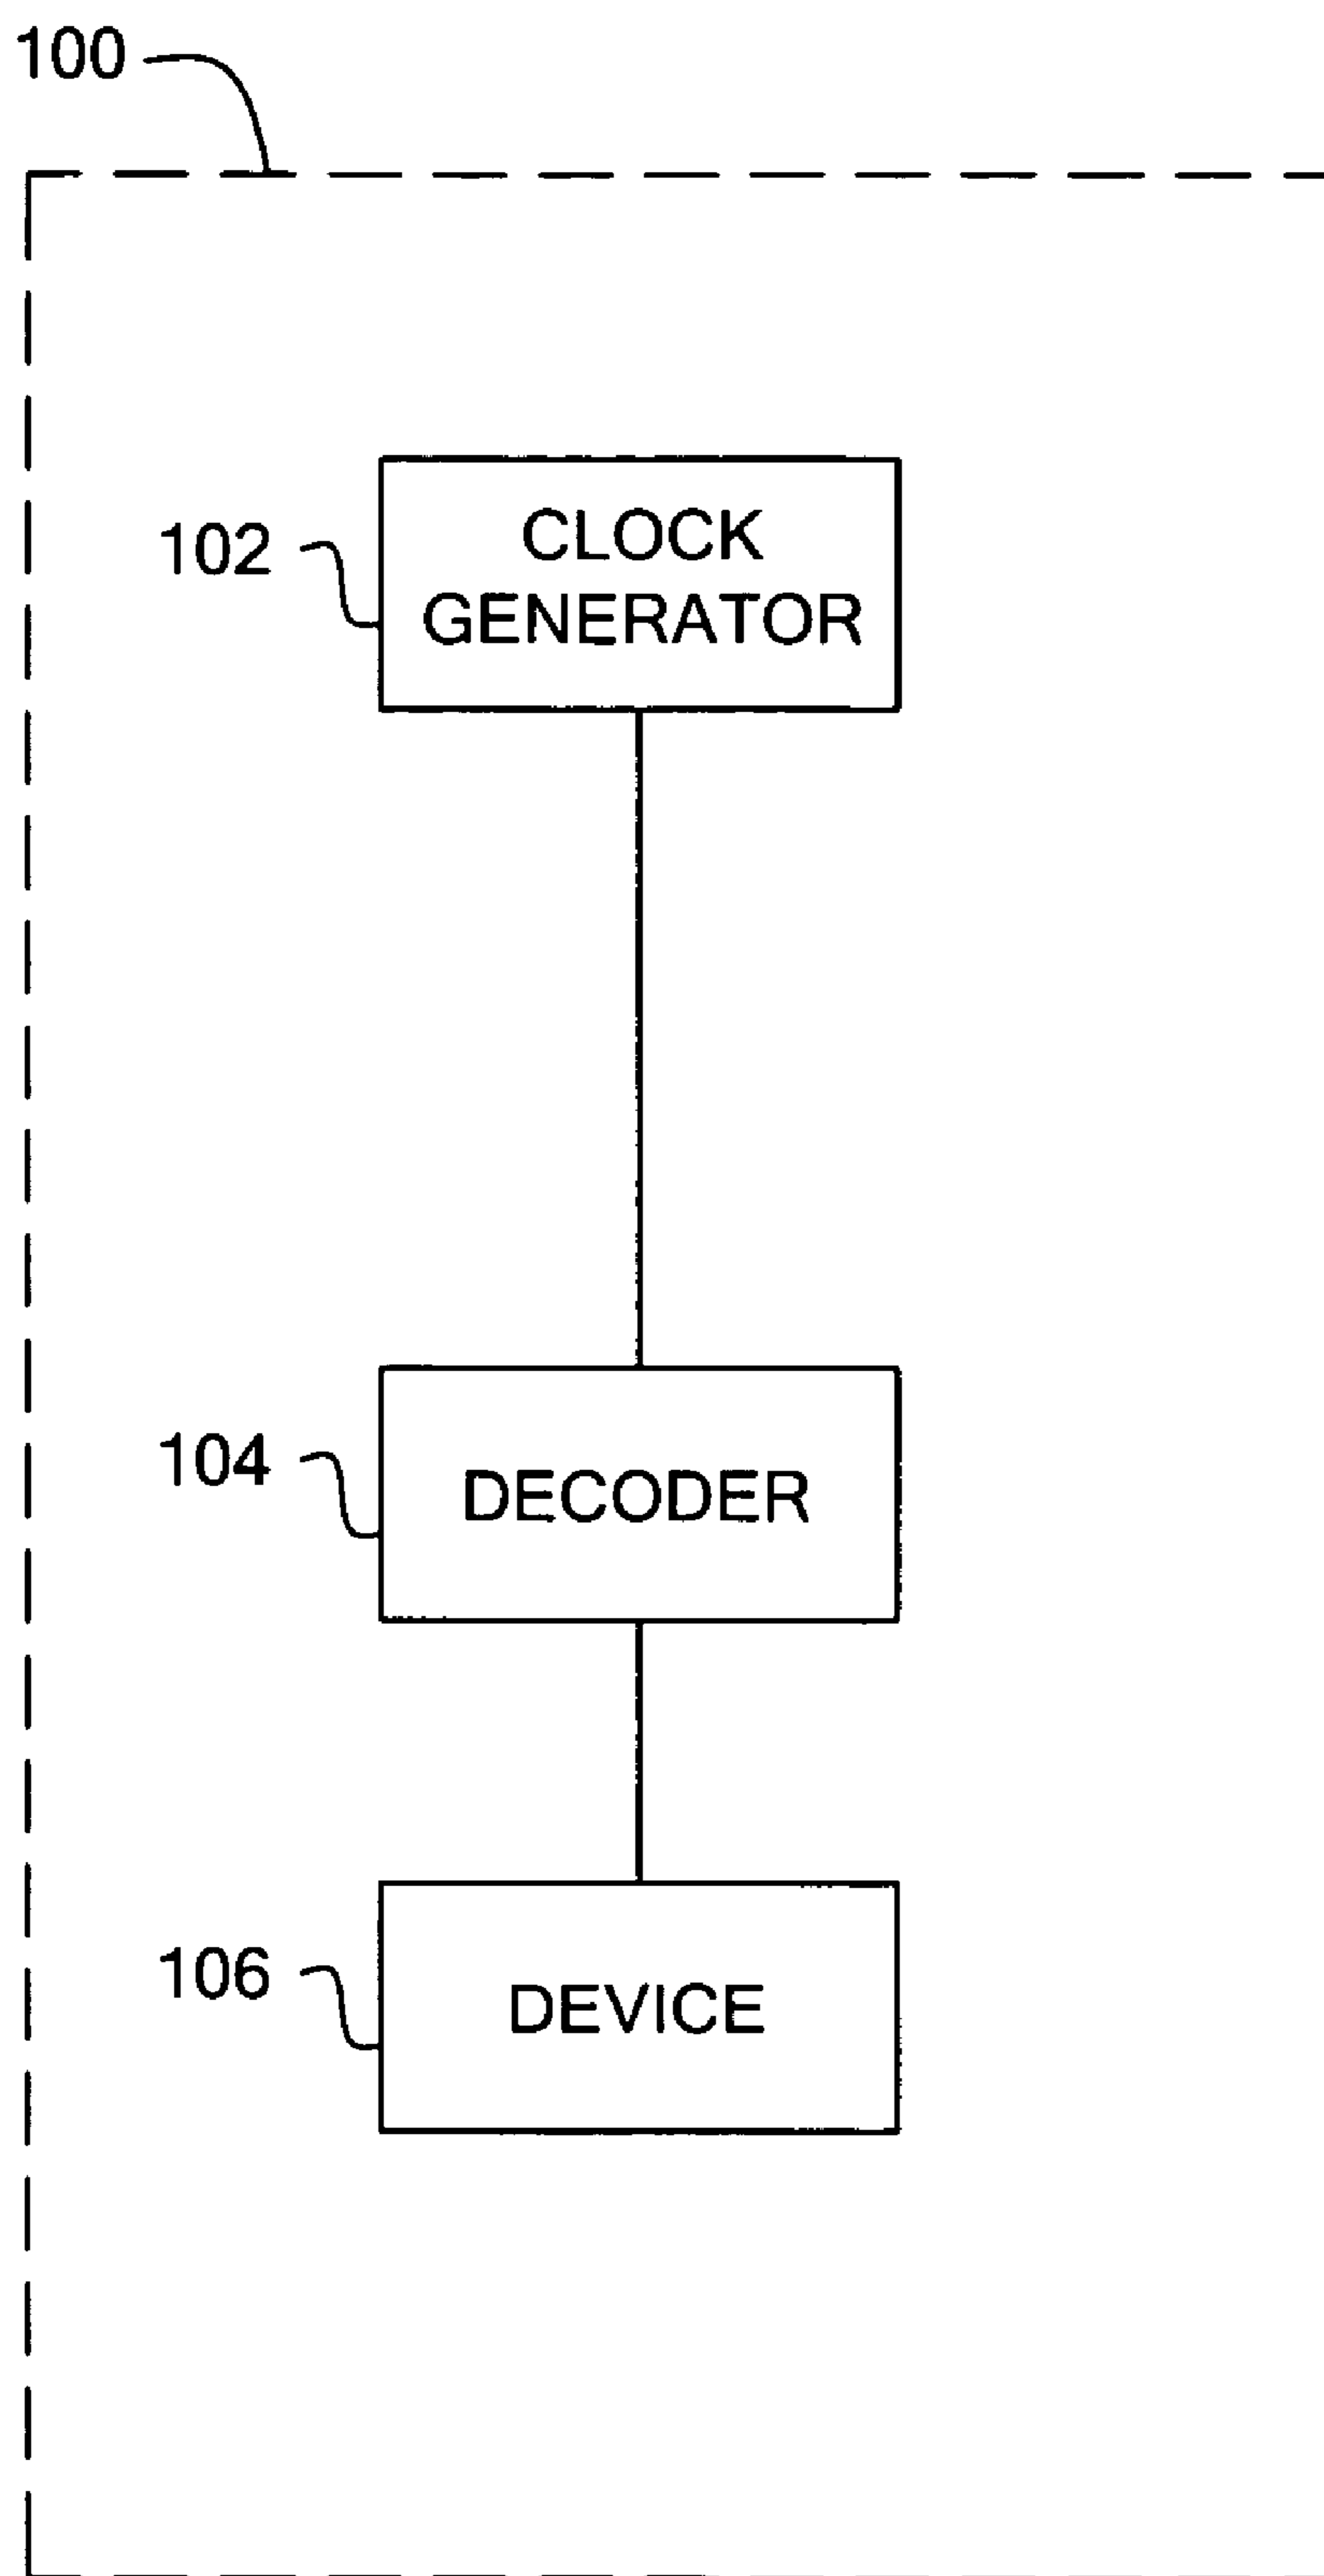 100
102
CLOCK
GENERATOR
104
DECODER
106
DEVICE